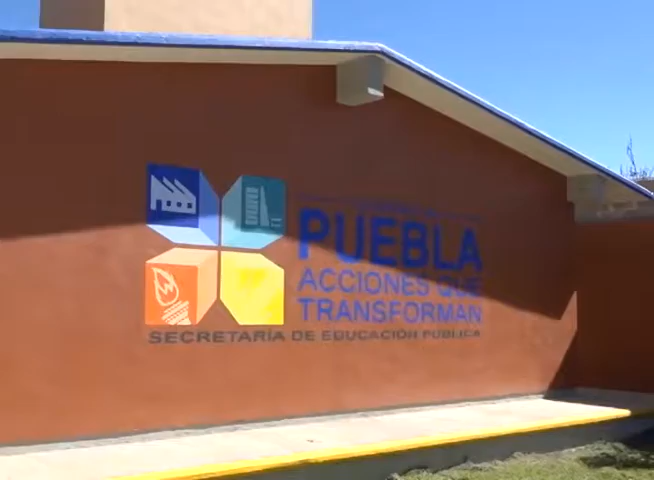 PUEBLA
ACCIONES QUE
TRANSFORMAN
SECRETARÍA DE EDUCACIÓN PÚBLICA